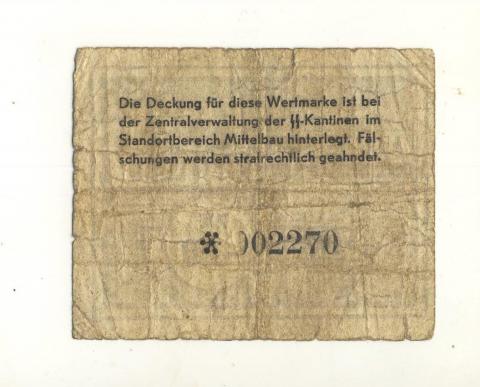 Die Deckung für diese Wertmarke ist bei
der Zentralverwaltung der SS-Kantinen im
Standortbereich Mittelbau hinterlegt. Fäl-
schungen werden strafrechtlich geahndet.
002270